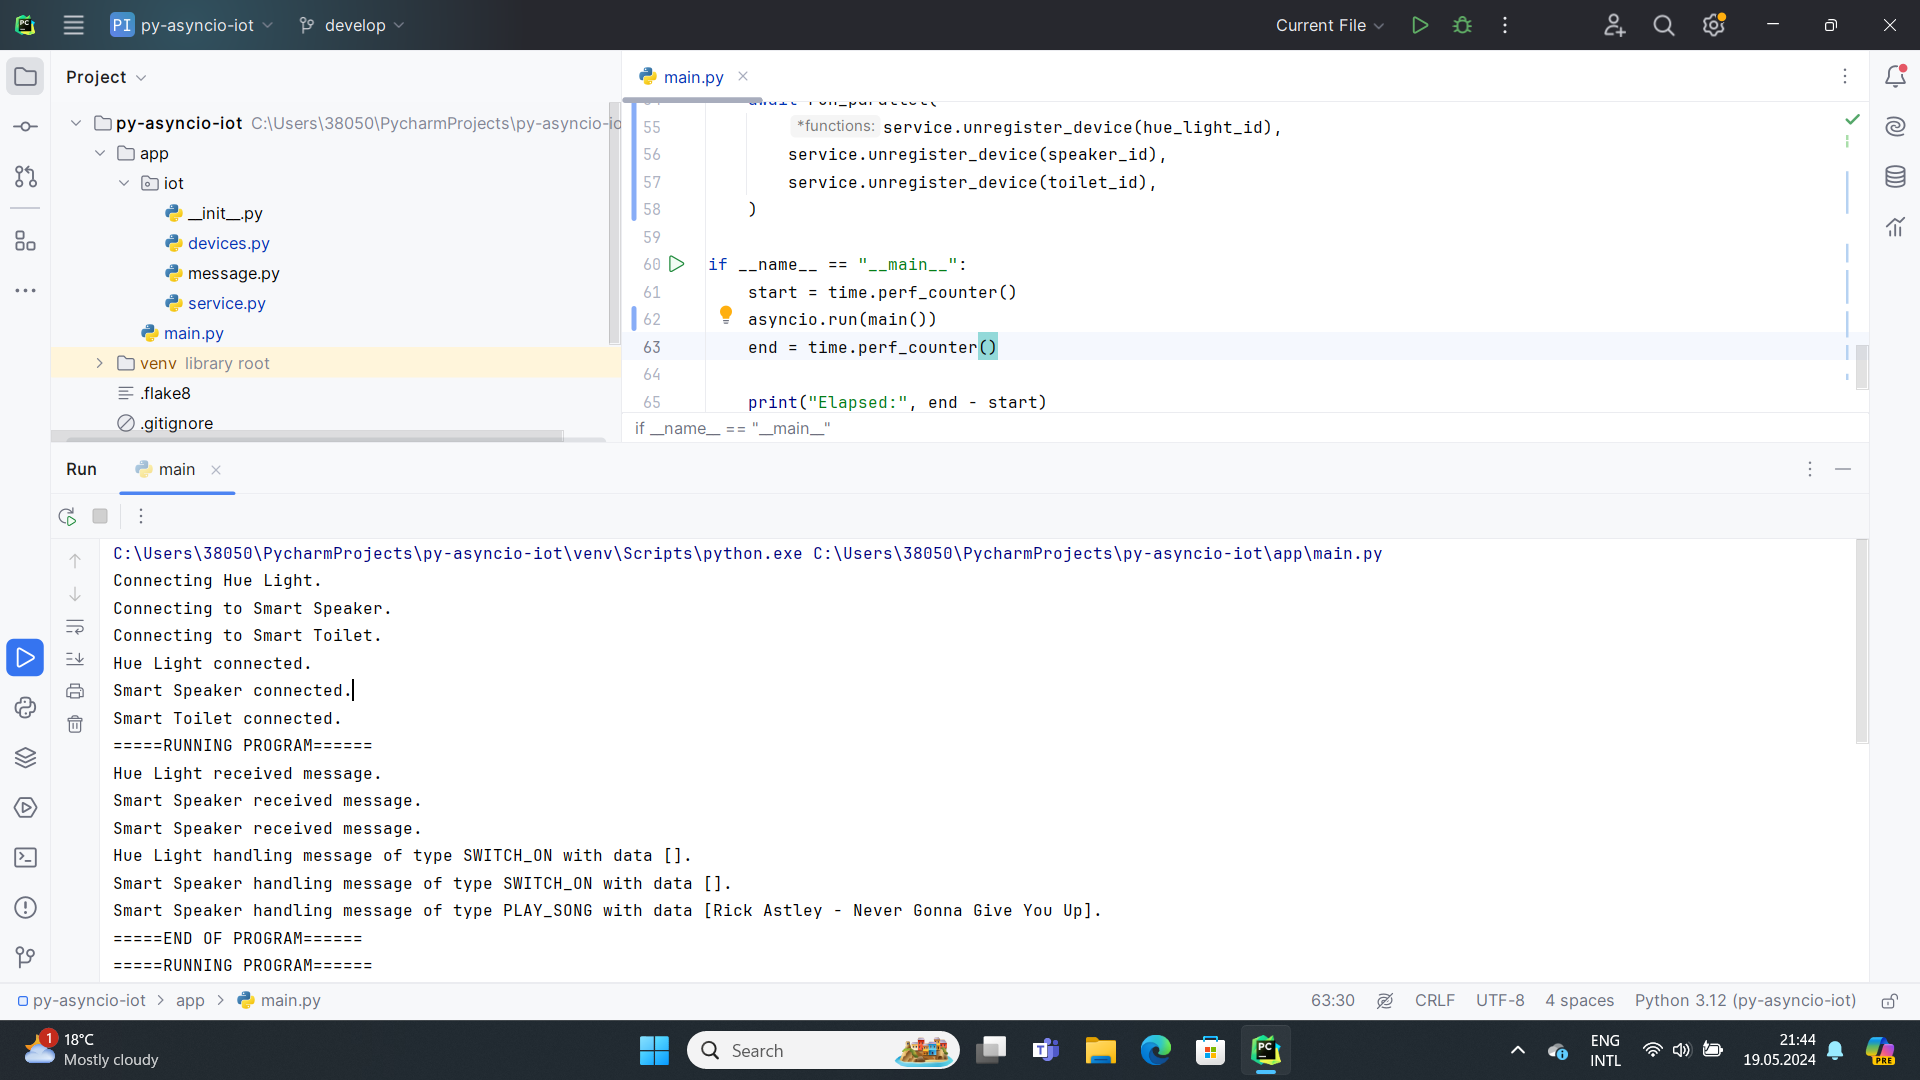 PI py-asyncio-iot develop Current File
Project
main.py
py-asyncio-iot C:\Users\38050\PycharmProjects\py-asyncio-io
app
iot
__init__.py
devices.py
message.py
service.py
main.py
venv library root
.flake8
.gitignore
await run_parallel(
55 *functions: service.unregister_device(hue_light_id),
56 service.unregister_device(speaker_id),
57 service.unregister_device(toilet_id),
58 )
59
60 if __name__ == "__main__":
61 start = time.perf_counter()
62 asyncio.run(main())
63 end = time.perf_counter()
64
65 print("Elapsed:", end - start)
if __name__ == "__main__"
Run main
C:\Users\38050\PycharmProjects\py-asyncio-iot\venv\Scripts\python.exe C:\Users\38050\PycharmProjects\py-asyncio-iot\app\main.py
Connecting Hue Light.
Connecting to Smart Speaker.
Connecting to Smart Toilet.
Hue Light connected.
Smart Speaker connected.
Smart Toilet connected.
=====RUNNING PROGRAM======
Hue Light received message.
Smart Speaker received message.
Smart Speaker received message.
Hue Light handling message of type SWITCH_ON with data [].
Smart Speaker handling message of type SWITCH_ON with data [].
Smart Speaker handling message of type PLAY_SONG with data [Rick Astley - Never Gonna Give You Up].
=====END OF PROGRAM======
=====RUNNING PROGRAM======
py-asyncio-iot > app > main.py 63:30 CRLF UTF-8 4 spaces Python 3.12 (py-asyncio-iot)
1 18°C
Mostly cloudy
Search
ENG
INTL
21:44
19.05.2024
PRE